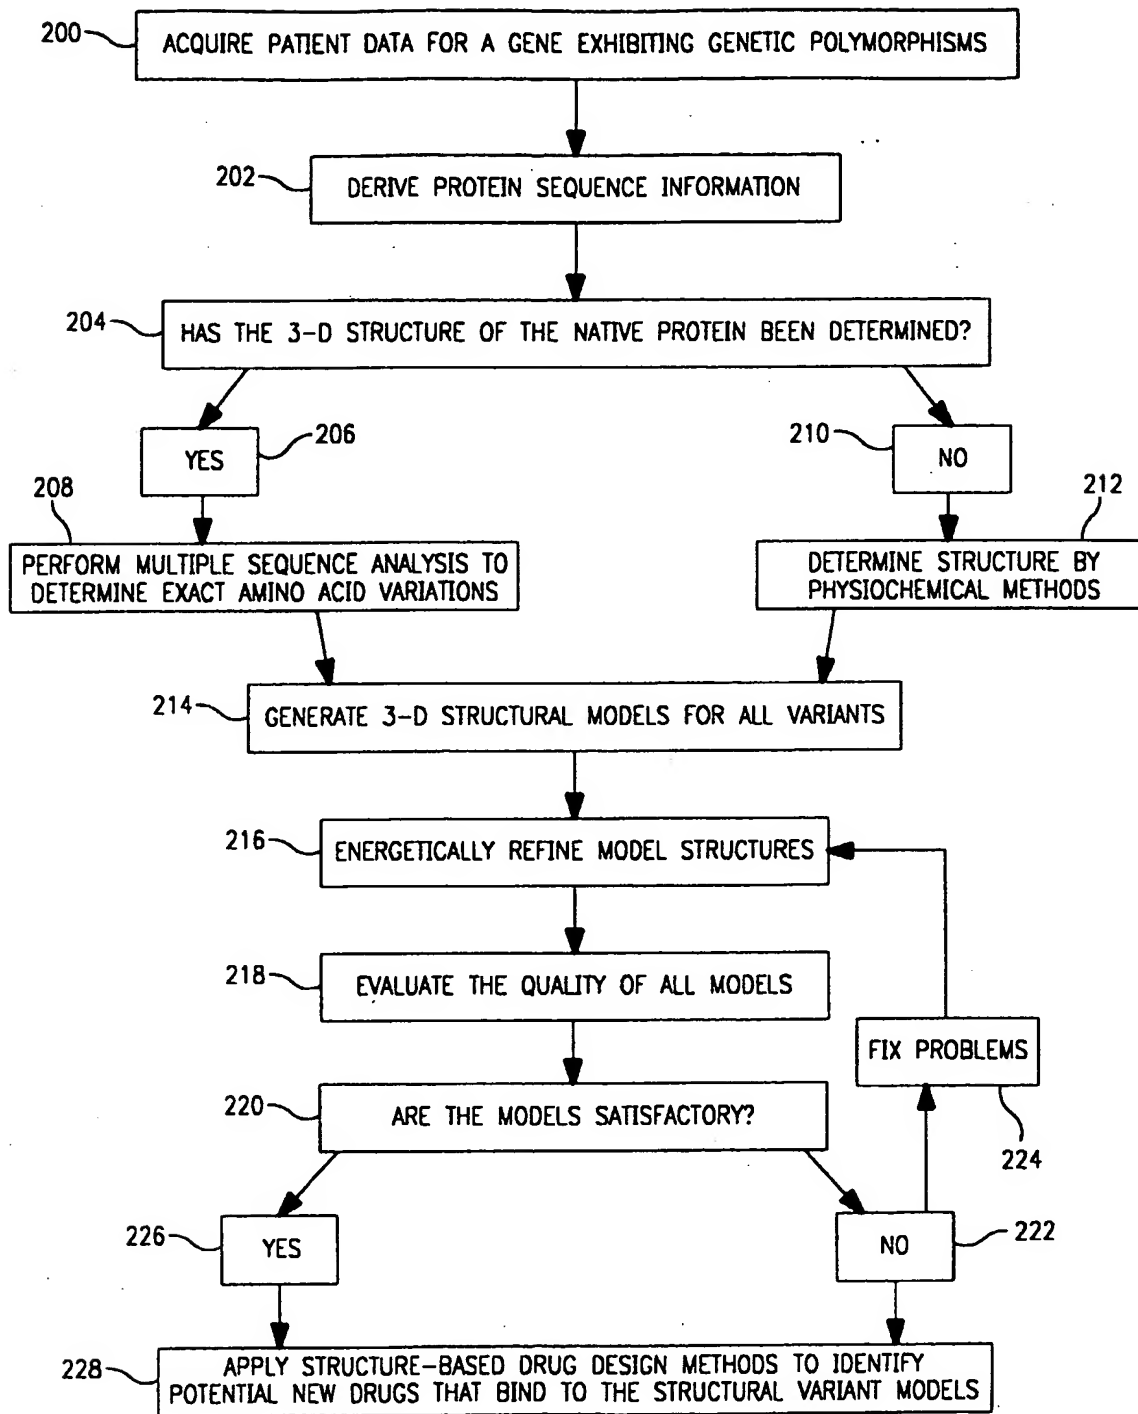 200
ACQUIRE PATIENT DATA FOR A GENE EXHIBITING GENETIC POLYMORPHISMS
202
DERIVE PROTEIN SEQUENCE INFORMATION
204
HAS THE 3-D STRUCTURE OF THE NATIVE PROTEIN BEEN DETERMINED?
YES
206
210
NO
208
PERFORM MULTIPLE SEQUENCE ANALYSIS TO
DETERMINE EXACT AMINO ACID VARIATIONS
212
DETERMINE STRUCTURE BY
PHYSIOCHEMICAL METHODS
214
GENERATE 3-D STRUCTURAL MODELS FOR ALL VARIANTS
216
ENERGETICALLY REFINE MODEL STRUCTURES
218
EVALUATE THE QUALITY OF ALL MODELS
FIX PROBLEMS
224
220
ARE THE MODELS SATISFACTORY?
226
YES
NO
222
228
APPLY STRUCTURE-BASED DRUG DESIGN METHODS TO IDENTIFY
POTENTIAL NEW DRUGS THAT BIND TO THE STRUCTURAL VARIANT MODELS